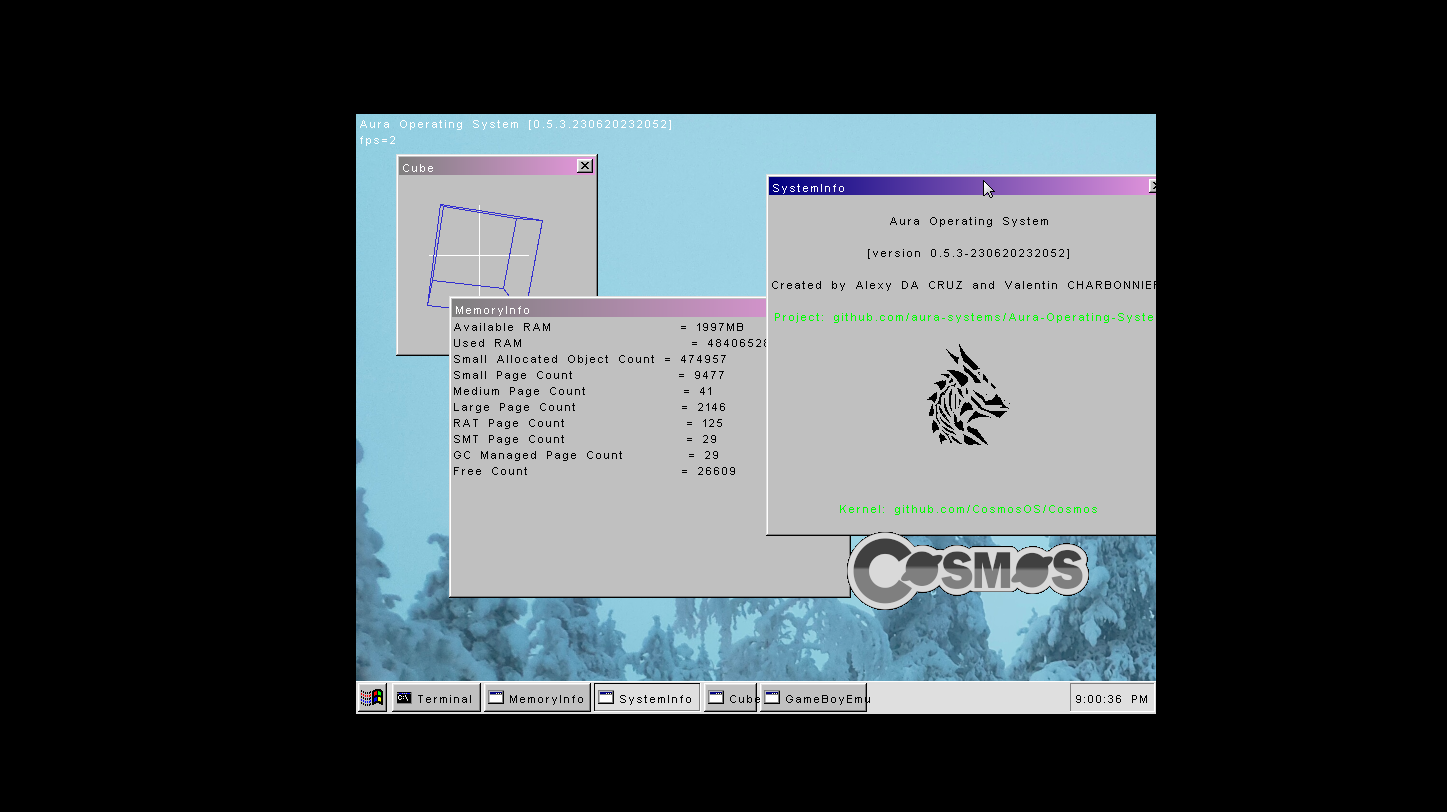 Aura Operating System [0.5.3.230620232052]
fps=2
Cube
SystemInfo
Aura Operating System
[version 0.5.3-230620232052]
Created by Alexy DA CRUZ and Valentin CHARBONNIER
Project: github.com/aura-systems/Aura-Operating-Syste
MemoryInfo
Available RAM = 1997MB
Used RAM = 48406528
Small Allocated Object Count = 474957
Small Page Count = 9477
Medium Page Count = 41
Large Page Count = 2146
RAT Page Count = 125
SMT Page Count = 29
GC Managed Page Count = 29
Free Count = 26609
Kernel: github.com/CosmosOS/Cosmos
COSMOS
Terminal
MemoryInfo
SystemInfo
Cube
GameBoyEmu
9:00:36 PM